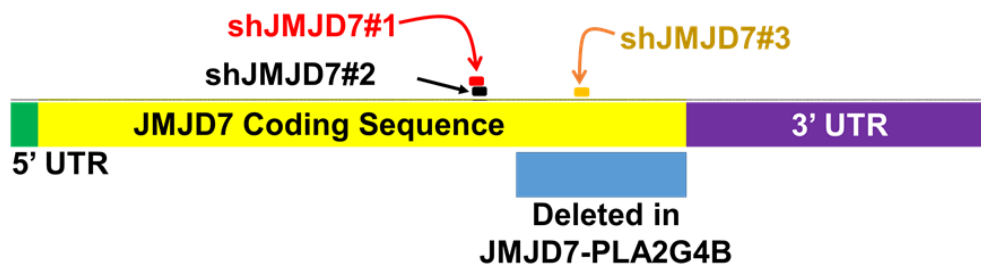 shJMJD7#1
shJMJD7#3
shJMJD7#2
JMJD7 Coding Sequence
3’ UTR
5’ UTR
Deleted in
JMJD7-PLA2G4B